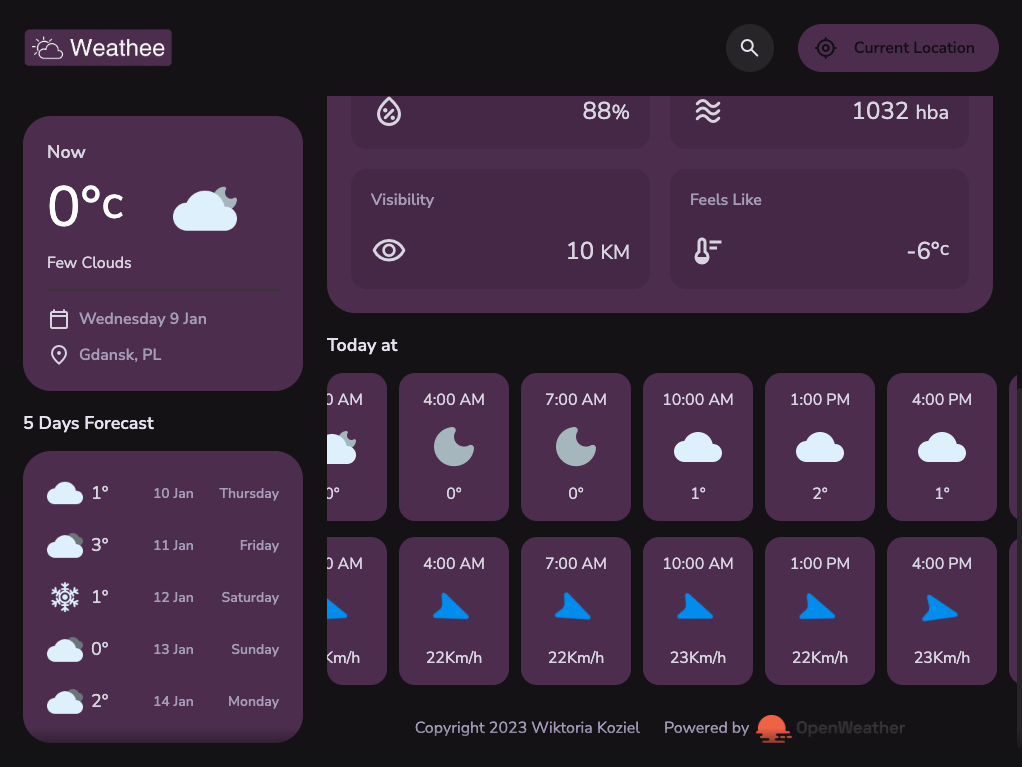 Weathee
Current Location
Now
0°c
Few Clouds
Wednesday 9 Jan
Gdansk, PL
5 Days Forecast
1° 10 Jan Thursday
3° 11 Jan Friday
1° 12 Jan Saturday
0° 13 Jan Sunday
2° 14 Jan Monday
88%
1032 hba
Visibility
10 KM
Feels Like
-6°c
Today at
0 AM 4:00 AM 7:00 AM 10:00 AM 1:00 PM 4:00 PM
0° 0° 0° 1° 2° 1°
0 AM 4:00 AM 7:00 AM 10:00 AM 1:00 PM 4:00 PM
Km/h 22Km/h 22Km/h 23Km/h 22Km/h 23Km/h
Copyright 2023 Wiktoria Koziel Powered by OpenWeather